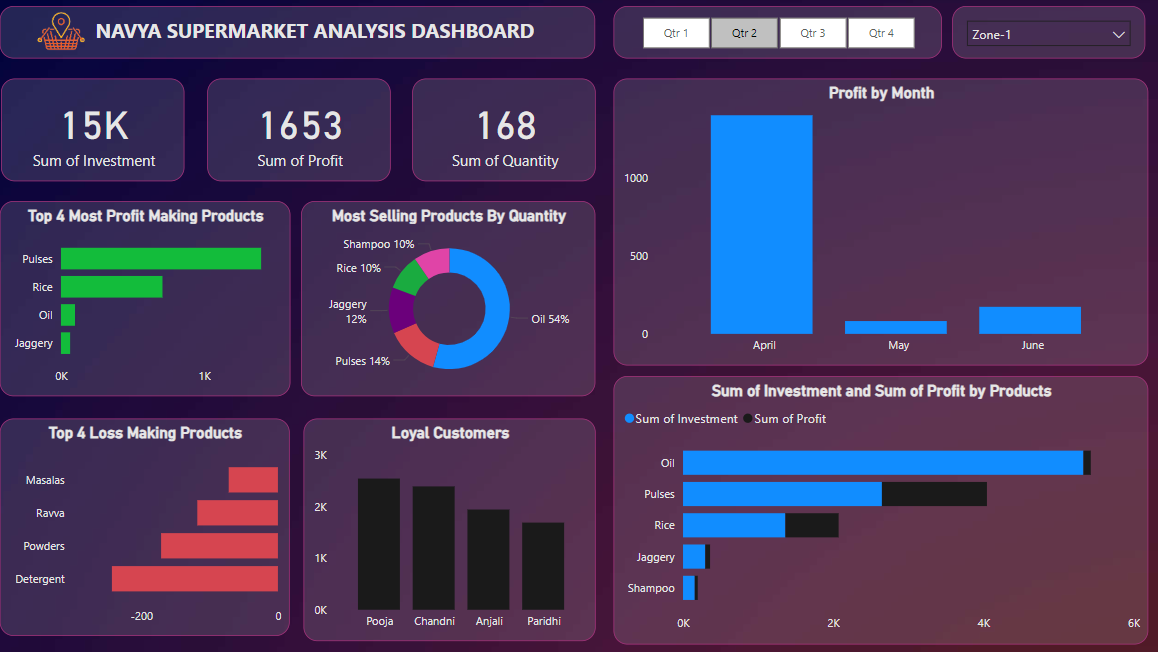 NAVYA SUPERMARKET ANALYSIS DASHBOARD
Qtr 1 Qtr 2 Qtr 3 Qtr 4
Zone-1
15K
Sum of Investment
1653
Sum of Profit
168
Sum of Quantity
Profit by Month
1000
500
0
April May June
Top 4 Most Profit Making Products
Pulses
Rice
Oil
Jaggery
0K 1K
Most Selling Products By Quantity
Shampoo 10%
Rice 10%
Jaggery
12%
Pulses 14%
Oil 54%
Top 4 Loss Making Products
Masalas
Ravva
Powders
Detergent
-200 0
Loyal Customers
3K
2K
1K
0K
Pooja Chandni Anjali Paridhi
Sum of Investment and Sum of Profit by Products
Sum of Investment Sum of Profit
Oil
Pulses
Rice
Jaggery
Shampoo
0K 2K 4K 6K